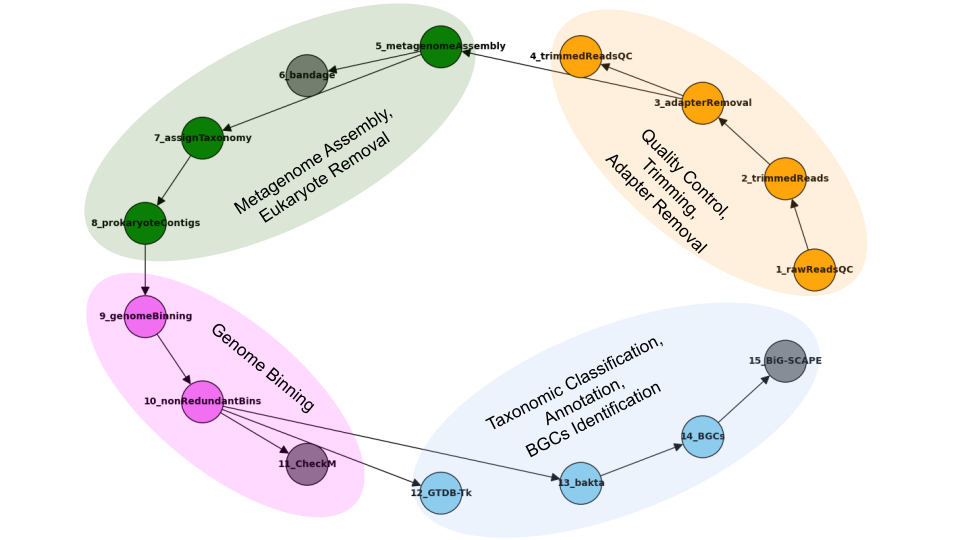 5_metagenomeAssembly
6_bandage
7_assignTaxonomy
8_prokaryoteContigs
Metagenome Assembly,
Eukaryote Removal
4_trimmedReadsQC
3_adapterRemoval
2_trimmedReads
1_rawReadsQC
Quality Control,
Trimming,
Adapter Removal
9_genomeBinning
10_nonRedundantBins
11_CheckM
Genome Binning
Taxonomic Classification,
Annotation,
BGCs Identification
15_BiG-SCAPE
14_BGCs
13_bakta
12_GTDB-Tk